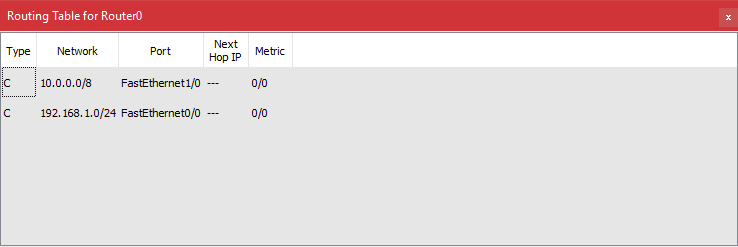 Routing Table for Router0
x
Type Network Port Next Hop IP Metric
C 10.0.0.0/8 FastEthernet1/0 --- 0/0
C 192.168.1.0/24 FastEthernet0/0 --- 0/0